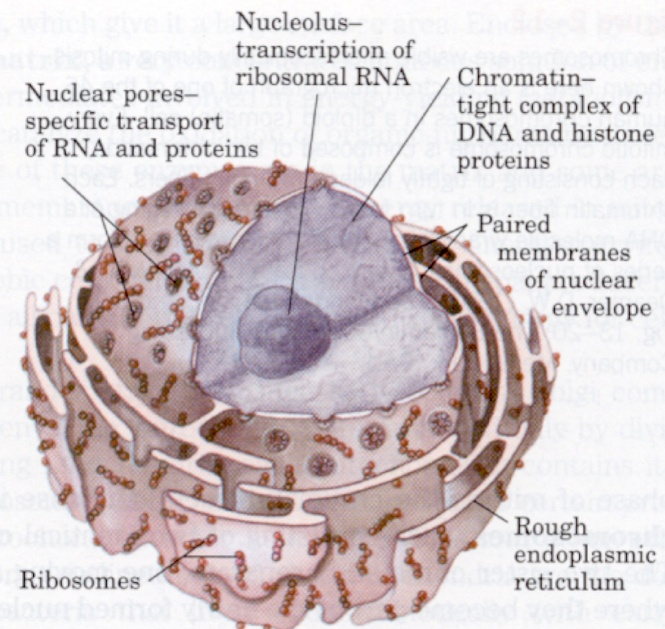 Nucleolus–
transcription of
ribosomal RNA
Nuclear pores–
specific transport
of RNA and proteins
Chromatin–
tight complex of
DNA and histone
proteins
Paired
membranes
of nuclear
envelope
Rough
endoplasmic
reticulum
Ribosomes